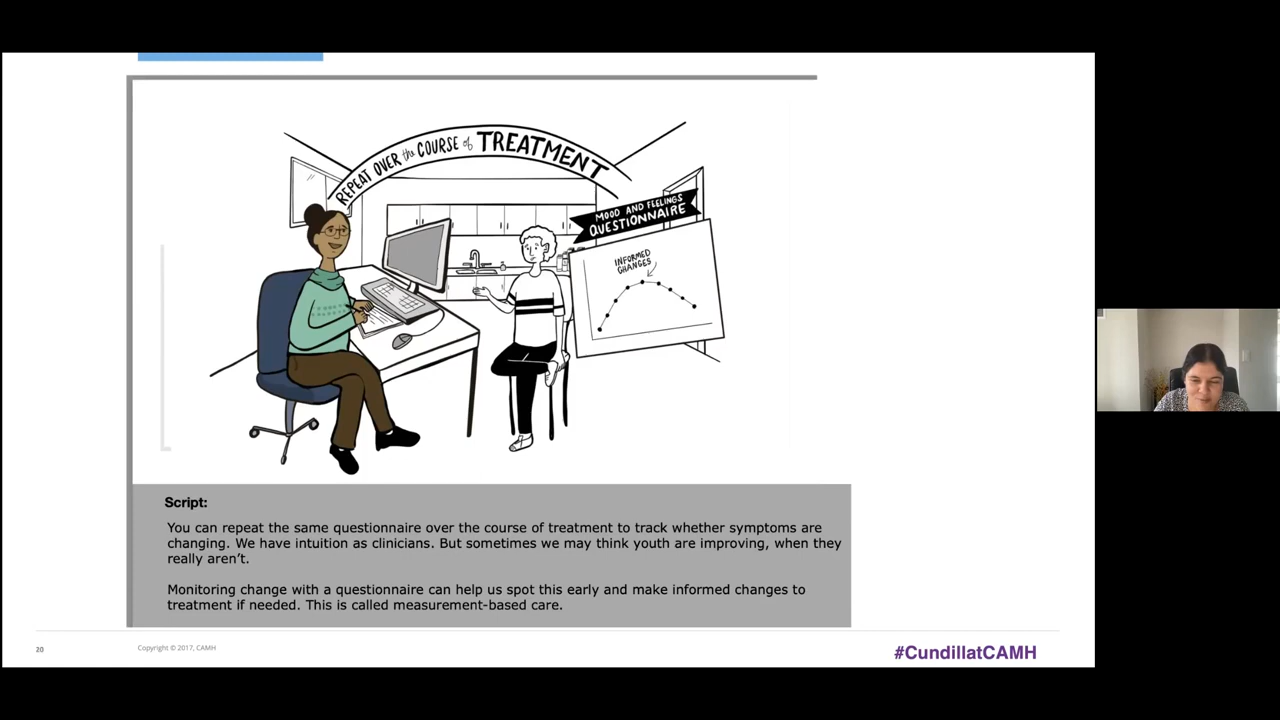 REPEAT OVER the COURSE of TREATMENT
MOOD AND FEELINGS
QUESTIONNAIRE
INFORMED
CHANGES
Script:
You can repeat the same questionnaire over the course of treatment to track whether symptoms are
changing. We have intuition as clinicians. But sometimes we may think youth are improving, when they
really aren't.
Monitoring change with a questionnaire can help us spot this early and make informed changes to
treatment if needed. This is called measurement-based care.
20
Copyright © 2017, CAMH
#CundillatCAMH